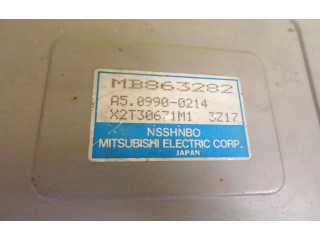 MB863282
A5.0990-0214
X2T30671M1 3Z17
NSSHNBO
MITSUBISHI ELECTRIC CORP.
JAPAN